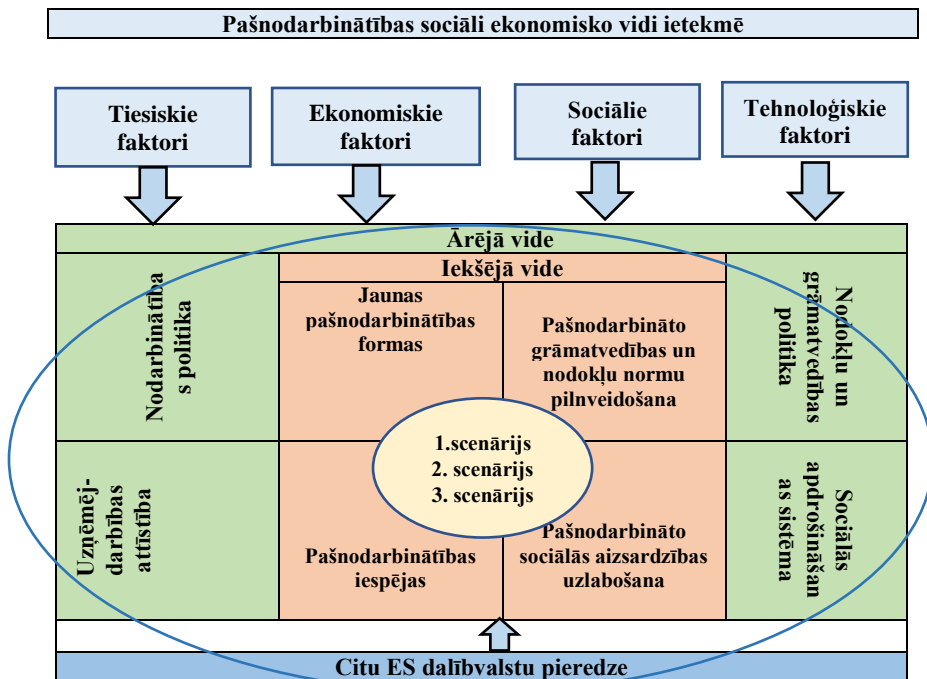 Pašnodarbinātības sociāli ekonomisko vidi ietekmē
Tiesiskie
faktori
Ekonomiskie
faktori
Sociālie
faktori
Tehnoloģiskie
faktori
Ārējā vide
Iekšējā vide
Nodarbinātība
s politika
Jaunas
pašnodarbinātības
formas
Pašnodarbināto
grāmatvedības un
nodokļu normu
pilnveidošana
Nodokļu un
grāmatvedības
politika
1.scenārijs
2. scenārijs
3. scenārijs
Uzņēmēj-
darbības
attīstība
Pašnodarbinātības
iespējas
Pašnodarbināto
sociālās aizsardzības
uzlabošana
Sociālās
apdrošināšan
as sistēma
Citu ES dalībvalstu pieredze